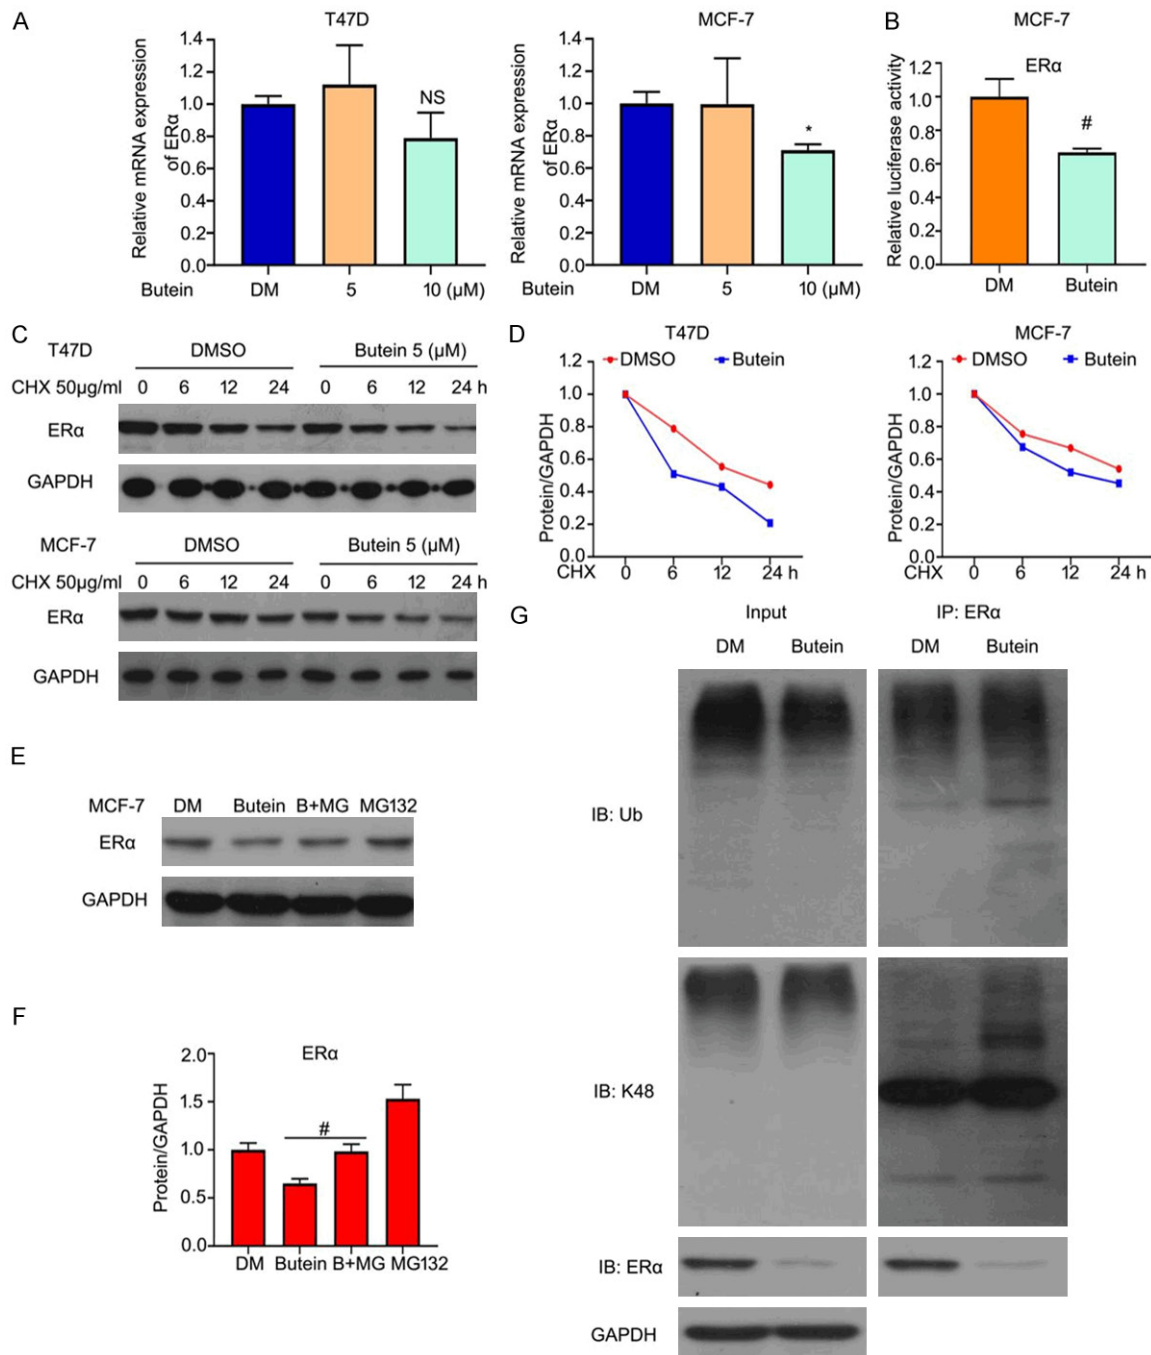 A
T47D
Relative mRNA expression
of ERα
1.4
1.2
1.0
0.8
0.6
0.4
0.2
0.0
NS
Butein DM 5 10 (μM)
MCF-7
Relative mRNA expression
of ERα
1.4
1.2
1.0
0.8
0.6
0.4
0.2
0.0
*
Butein DM 5 10 (μM)
B
MCF-7
ERα
Relative luciferase activity
1.2
1.0
0.8
0.6
0.4
0.2
0.0
#
DM Butein
C
T47D DMSO Butein 5 (μM)
CHX 50μg/ml 0 6 12 24 0 6 12 24 h
ERα
GAPDH
MCF-7 DMSO Butein 5 (μM)
CHX 50μg/ml 0 6 12 24 0 6 12 24 h
ERα
GAPDH
D
T47D
DMSO Butein
Protein/GAPDH
1.2
1.0
0.8
0.6
0.4
0.2
0.0
CHX 0 6 12 24 h
MCF-7
DMSO Butein
Protein/GAPDH
1.2
1.0
0.8
0.6
0.4
0.2
0.0
CHX 0 6 12 24 h
E
MCF-7 DM Butein B+MG MG132
ERα
GAPDH
F
ERα
Protein/GAPDH
2.0
1.5
1.0
0.5
0.0
#
DM Butein B+MG MG132
G
Input IP: ERα
DM Butein DM Butein
IB: Ub
IB: K48
IB: ERα
GAPDH